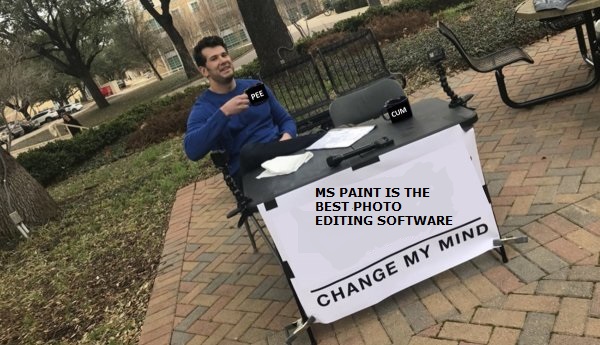 PEE
CUM
MS PAINT IS THE
BEST PHOTO
EDITING SOFTWARE
CHANGE MY MIND